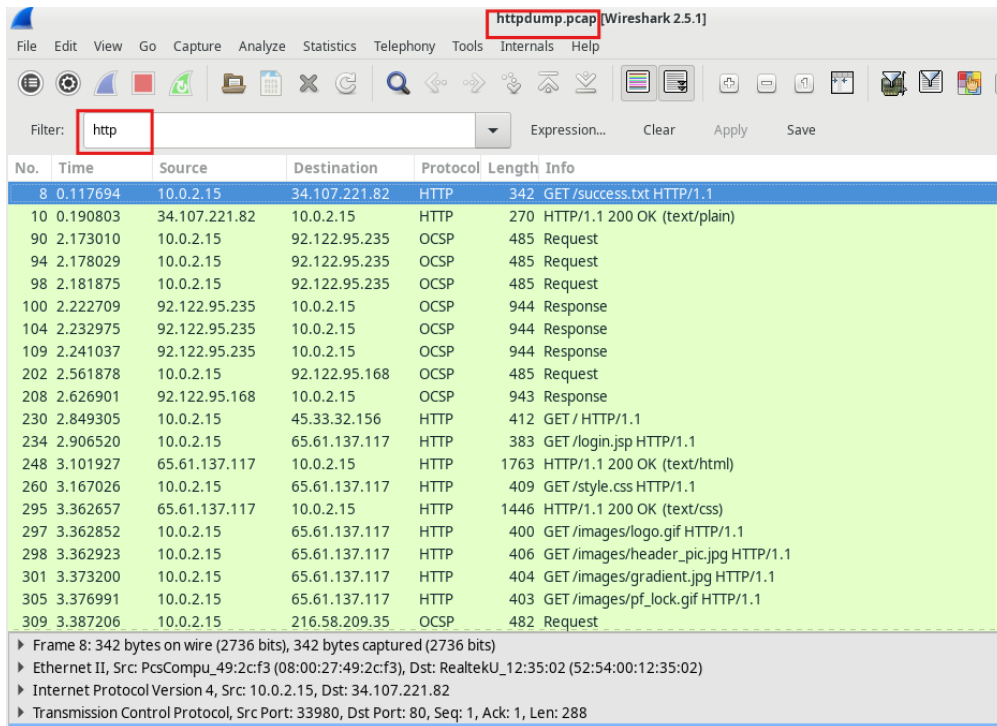 httpdump.pcap [Wireshark 2.5.1]
File Edit View Go Capture Analyze Statistics Telephony Tools Internals Help
Filter: http Expression... Clear Apply Save
No. Time Source Destination Protocol Length Info
8 0.117694 10.0.2.15 34.107.221.82 HTTP 342 GET /success.txt HTTP/1.1
10 0.190803 34.107.221.82 10.0.2.15 HTTP 270 HTTP/1.1 200 OK (text/plain)
90 2.173010 10.0.2.15 92.122.95.235 OCSP 485 Request
94 2.178029 10.0.2.15 92.122.95.235 OCSP 485 Request
98 2.181875 10.0.2.15 92.122.95.235 OCSP 485 Request
100 2.222709 92.122.95.235 10.0.2.15 OCSP 944 Response
104 2.232975 92.122.95.235 10.0.2.15 OCSP 944 Response
109 2.241037 92.122.95.235 10.0.2.15 OCSP 944 Response
202 2.561878 10.0.2.15 92.122.95.168 OCSP 485 Request
208 2.626901 92.122.95.168 10.0.2.15 OCSP 943 Response
230 2.849305 10.0.2.15 45.33.32.156 HTTP 412 GET / HTTP/1.1
234 2.906520 10.0.2.15 65.61.137.117 HTTP 383 GET /login.jsp HTTP/1.1
248 3.101927 65.61.137.117 10.0.2.15 HTTP 1763 HTTP/1.1 200 OK (text/html)
260 3.167026 10.0.2.15 65.61.137.117 HTTP 409 GET /style.css HTTP/1.1
295 3.362657 65.61.137.117 10.0.2.15 HTTP 1446 HTTP/1.1 200 OK (text/css)
297 3.362852 10.0.2.15 65.61.137.117 HTTP 400 GET /images/logo.gif HTTP/1.1
298 3.362923 10.0.2.15 65.61.137.117 HTTP 406 GET /images/header_pic.jpg HTTP/1.1
301 3.373200 10.0.2.15 65.61.137.117 HTTP 404 GET /images/gradient.jpg HTTP/1.1
305 3.376991 10.0.2.15 65.61.137.117 HTTP 403 GET /images/pf_lock.gif HTTP/1.1
309 3.387206 10.0.2.15 216.58.209.35 OCSP 482 Request
Frame 8: 342 bytes on wire (2736 bits), 342 bytes captured (2736 bits)
Ethernet II, Src: PcsCompu_49:2c:f3 (08:00:27:49:2c:f3), Dst: RealtekU_12:35:02 (52:54:00:12:35:02)
Internet Protocol Version 4, Src: 10.0.2.15, Dst: 34.107.221.82
Transmission Control Protocol, Src Port: 33980, Dst Port: 80, Seq: 1, Ack: 1, Len: 288